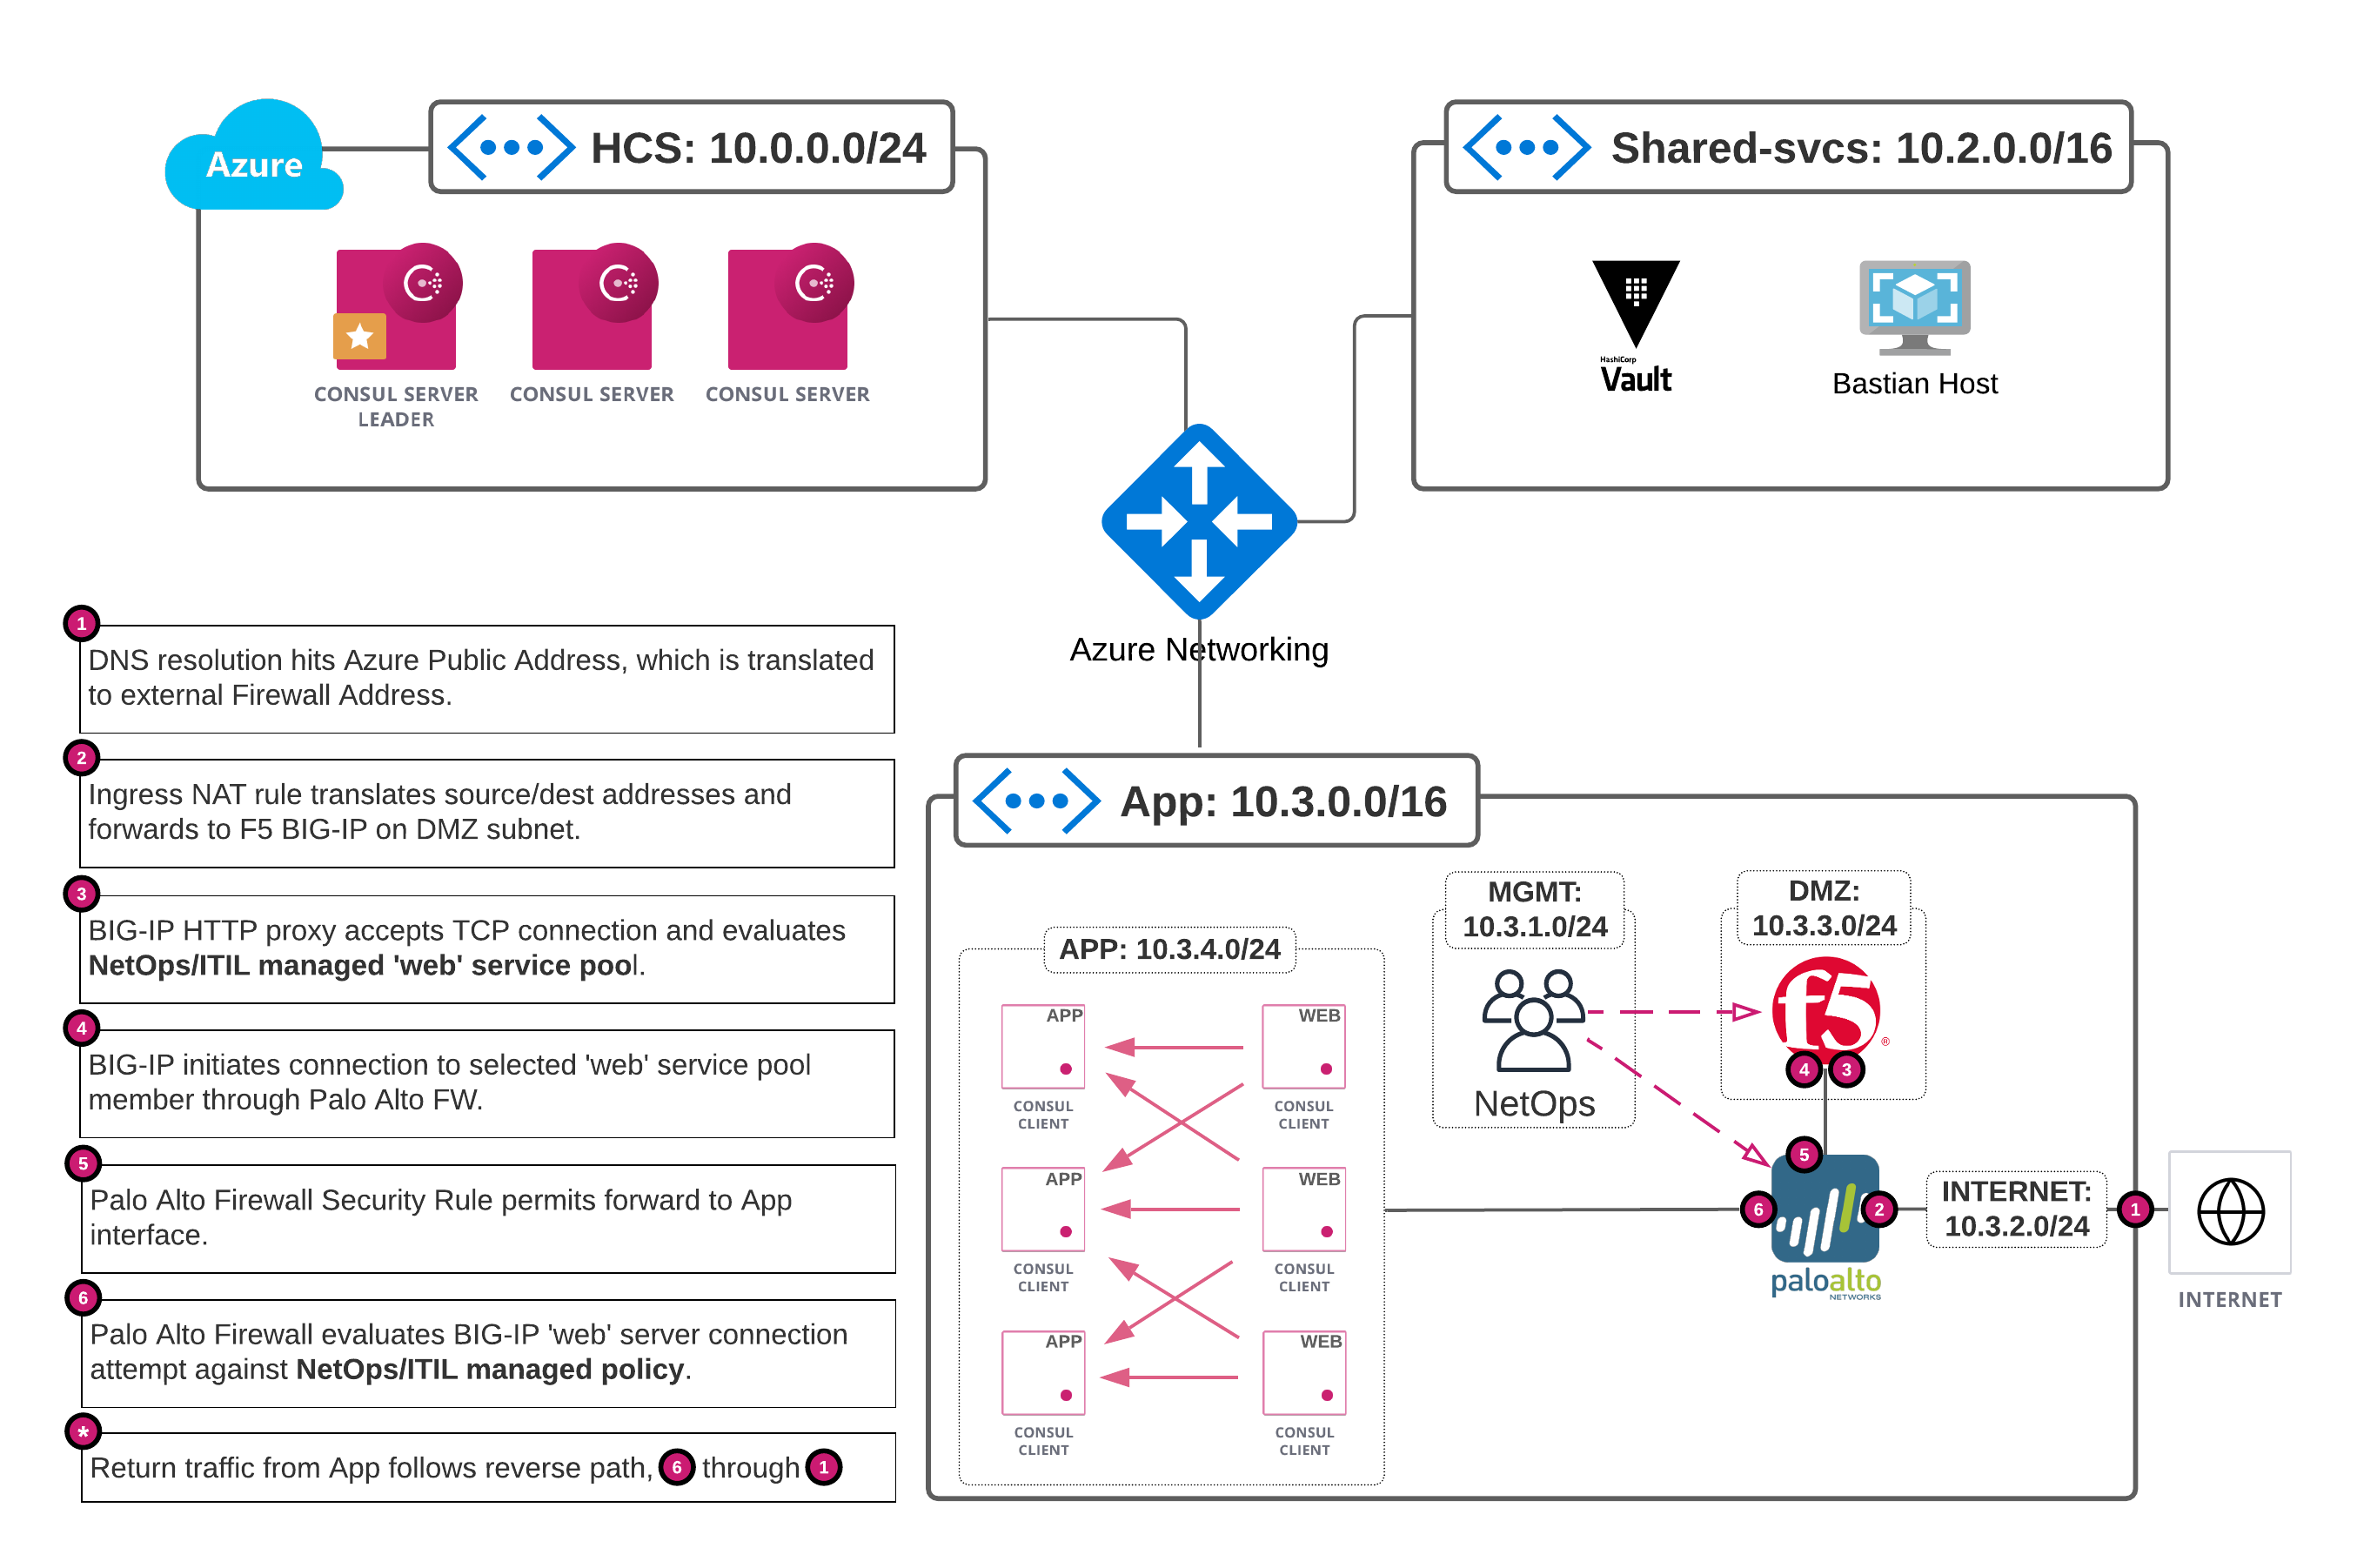 Azure
HCS: 10.0.0.0/24
CONSUL SERVER
LEADER
CONSUL SERVER
CONSUL SERVER
Shared-svcs: 10.2.0.0/16
HashiCorp
Vault
Bastian Host
Azure Networking
1
DNS resolution hits Azure Public Address, which is translated
to external Firewall Address.
2
Ingress NAT rule translates source/dest addresses and
forwards to F5 BIG-IP on DMZ subnet.
3
BIG-IP HTTP proxy accepts TCP connection and evaluates
NetOps/ITIL managed 'web' service pool.
4
BIG-IP initiates connection to selected 'web' service pool
member through Palo Alto FW.
5
Palo Alto Firewall Security Rule permits forward to App
interface.
6
Palo Alto Firewall evaluates BIG-IP 'web' server connection
attempt against NetOps/ITIL managed policy.
*
Return traffic from App follows reverse path, 6 through 1
App: 10.3.0.0/16
APP: 10.3.4.0/24
APP
CONSUL
CLIENT
WEB
CONSUL
CLIENT
APP
CONSUL
CLIENT
WEB
CONSUL
CLIENT
APP
CONSUL
CLIENT
WEB
CONSUL
CLIENT
MGMT:
10.3.1.0/24
NetOps
DMZ:
10.3.3.0/24
f5®
4 3
5
6
2
paloalto
NETWORKS
INTERNET:
10.3.2.0/24
1
INTERNET